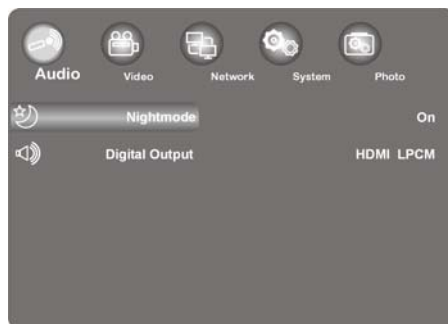 Audio Video Network System Photo
Nightmode On
Digital Output HDMI LPCM